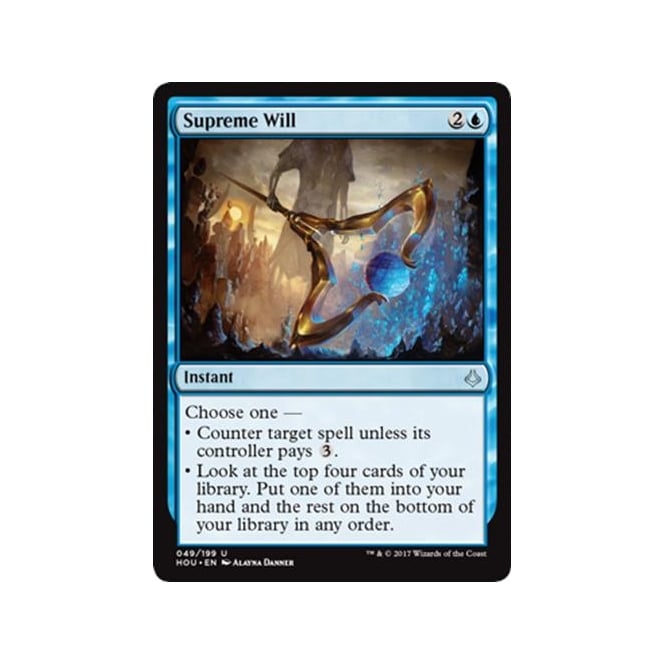 Supreme Will 2
Instant
Choose one —
• Counter target spell unless its
controller pays 3.
• Look at the top four cards of your
library. Put one of them into your
hand and the rest on the bottom of
your library in any order.
049/199 U
HOU • EN Alayna Danner
™ & © 2017 Wizards of the Coast